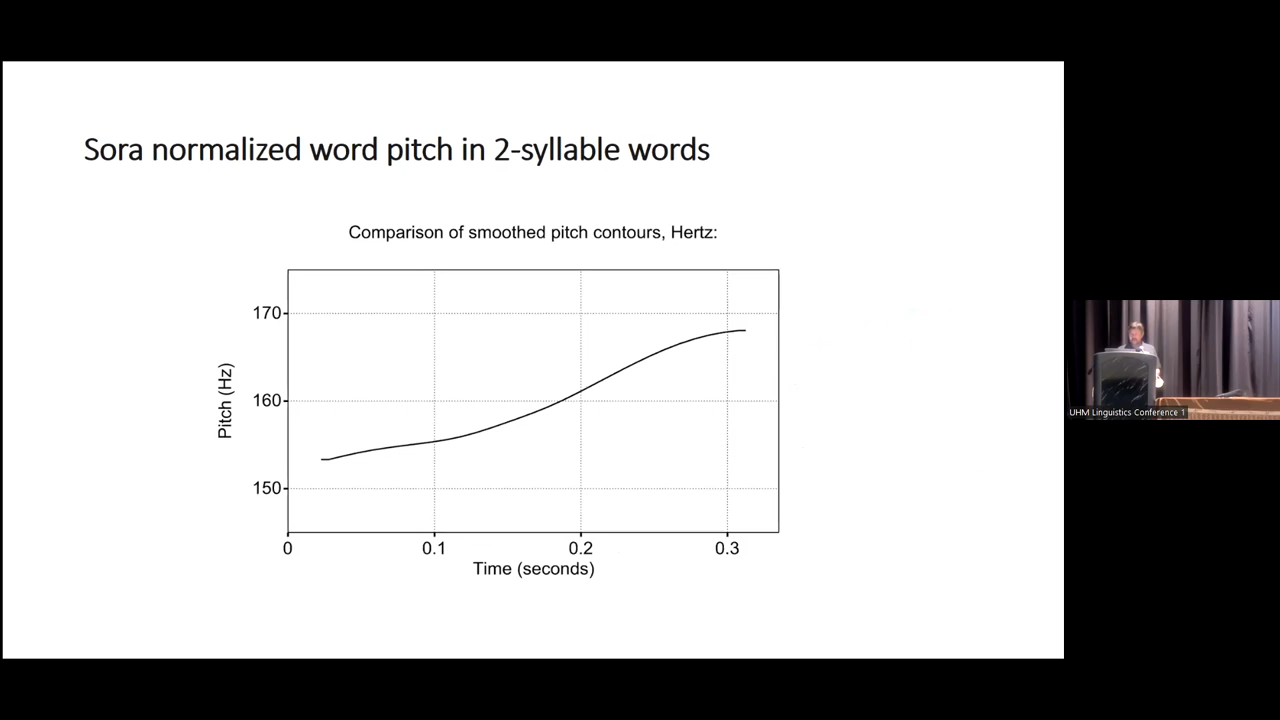 Sora normalized word pitch in 2-syllable words
Comparison of smoothed pitch contours, Hertz:
170
160
150
Pitch (Hz)
0 0.1 0.2 0.3
Time (seconds)
UHM Linguistics Conference 1